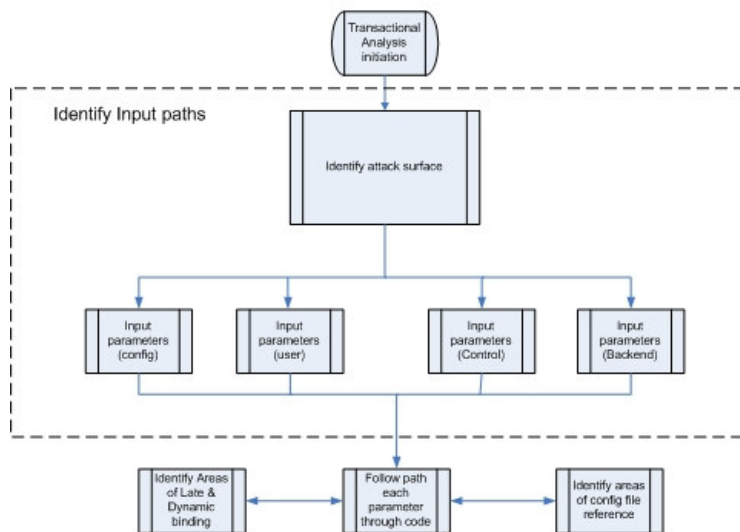 Transactional
Analysis
initiation
Identify Input paths
Identify attack surface
Input
parameters
(config)
Input
parameters
(user)
Input
parameters
(Control)
Input
parameters
(Backend)
Identify Areas
of Late &
Dynamic
binding
Follow path
each
parameter
through code
Identify areas
of config file
reference